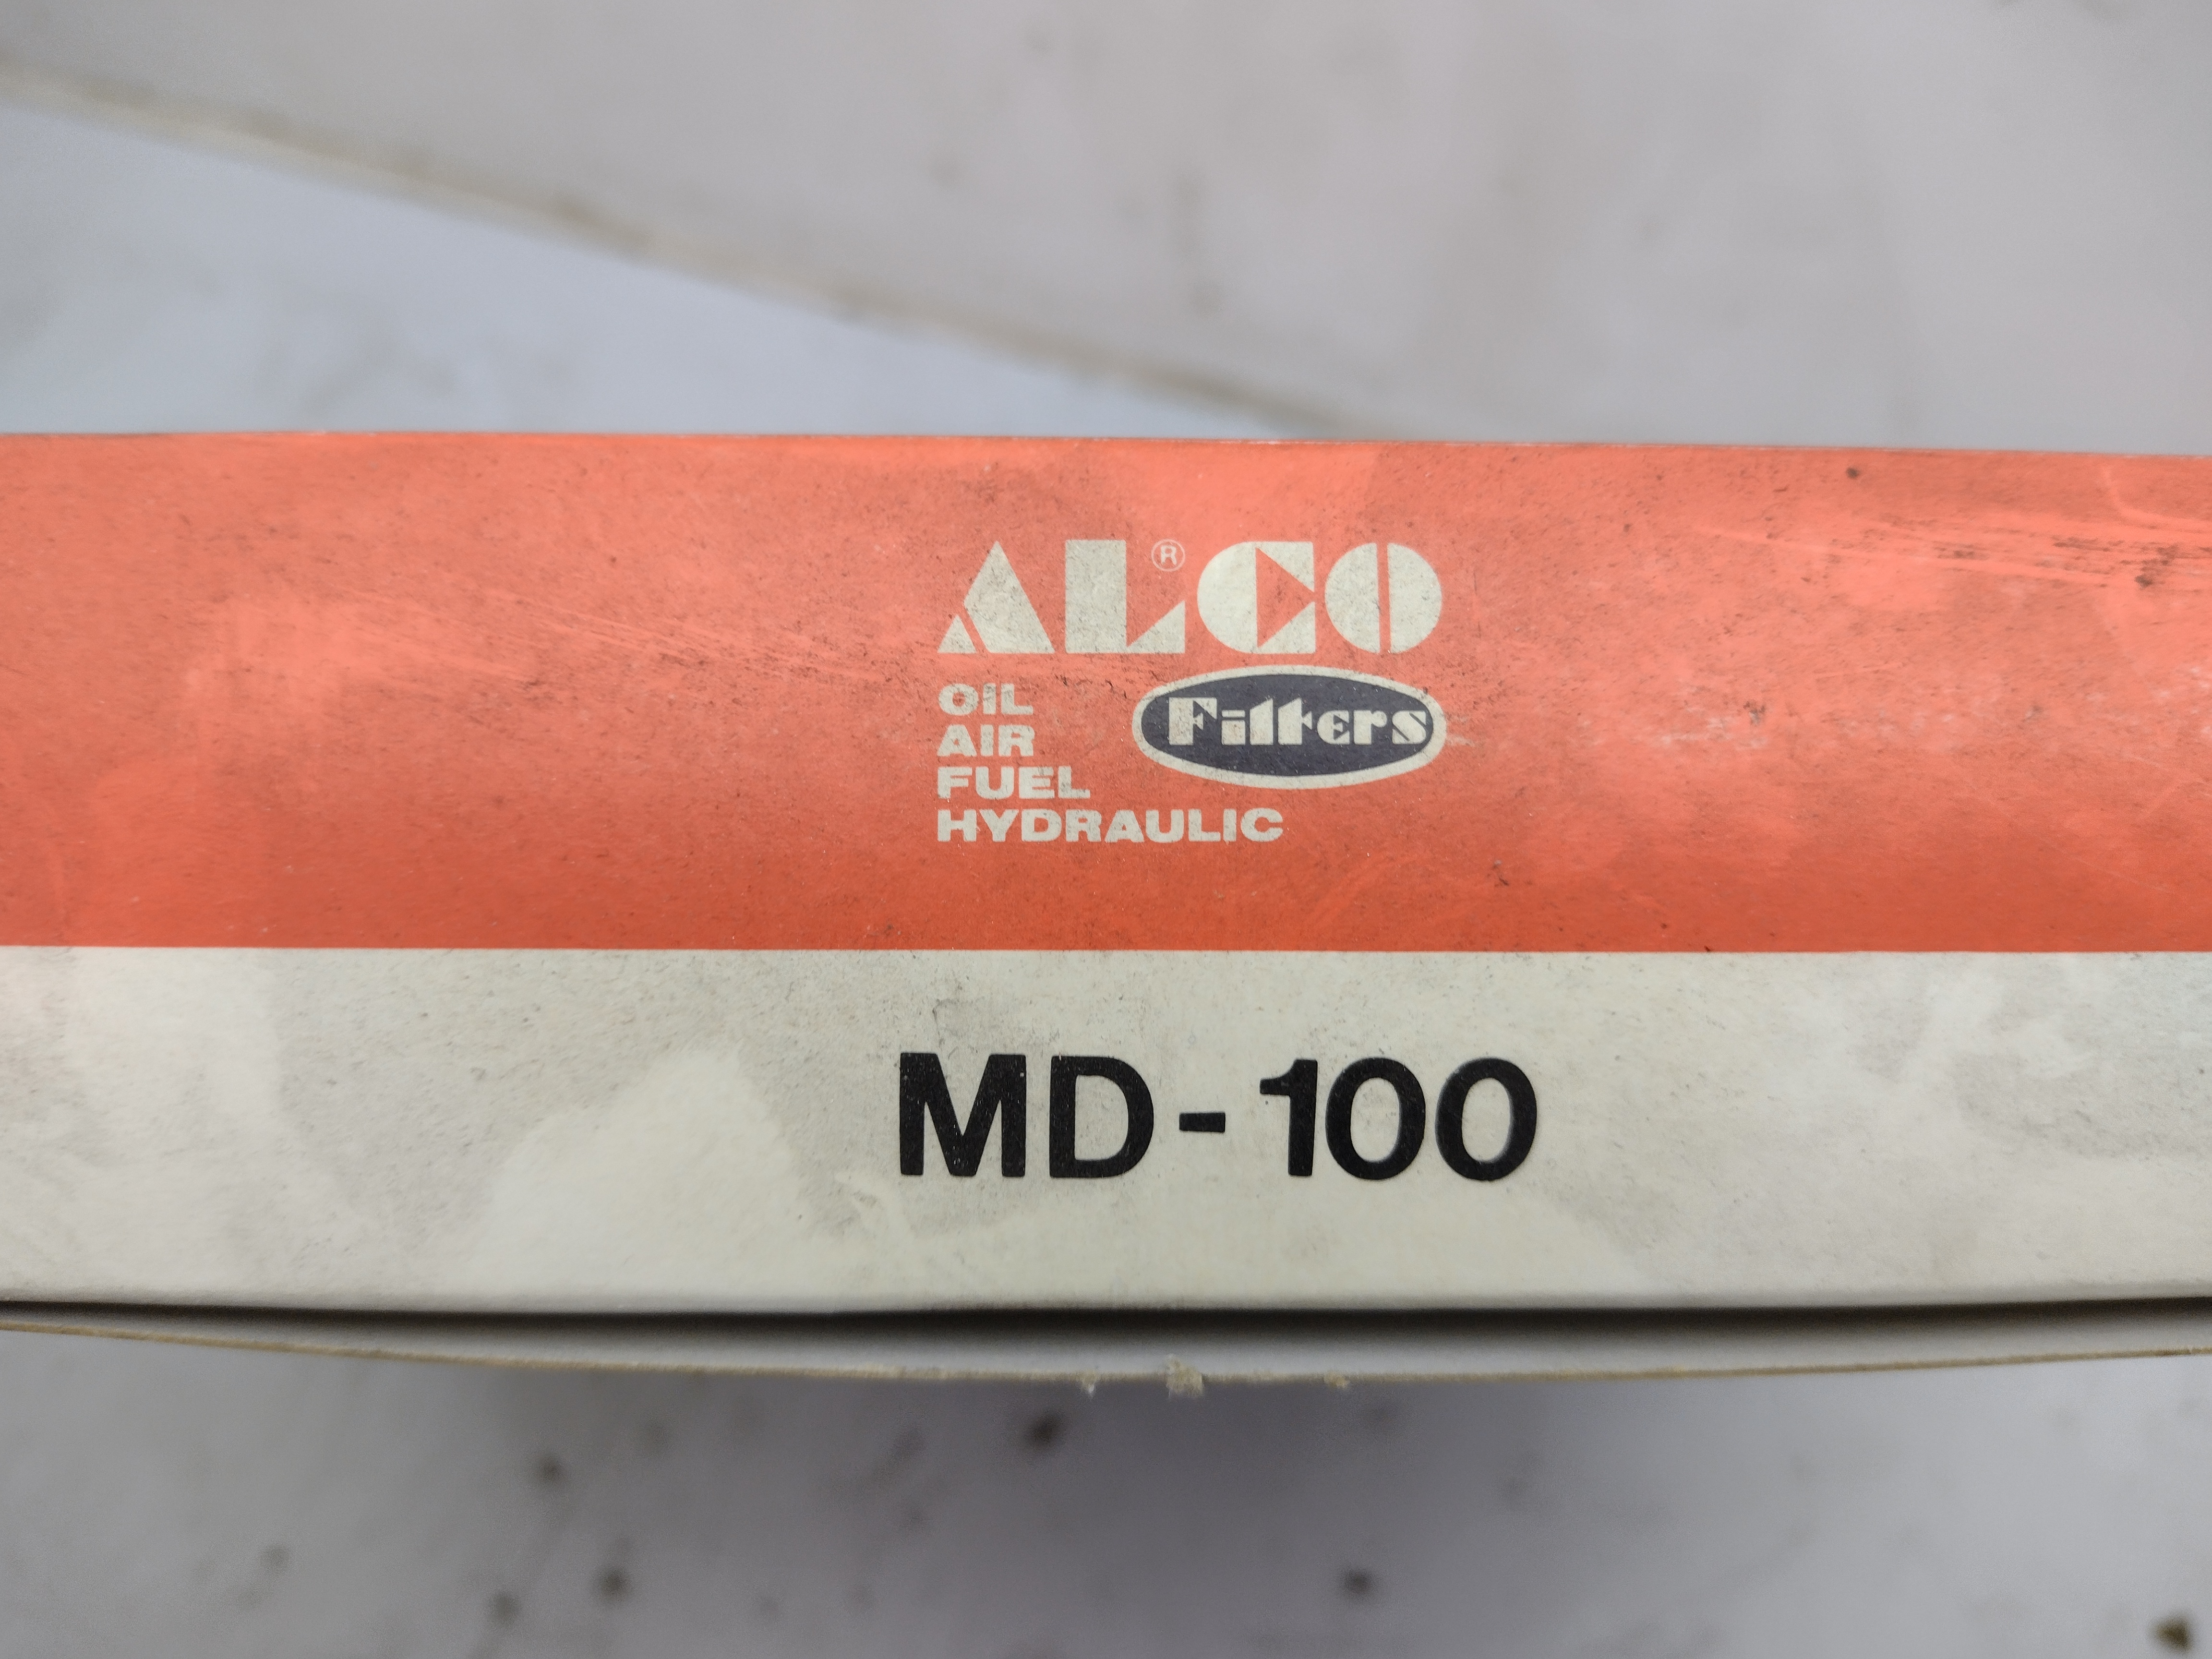 ALCO®
OIL
AIR
FUEL
HYDRAULIC
Filters
MD-100